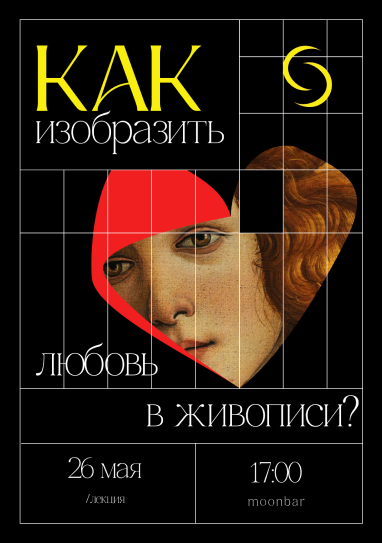 КАК
изобразить
любовь
в живописи?
26 мая
/лекция
17:00
moonbar